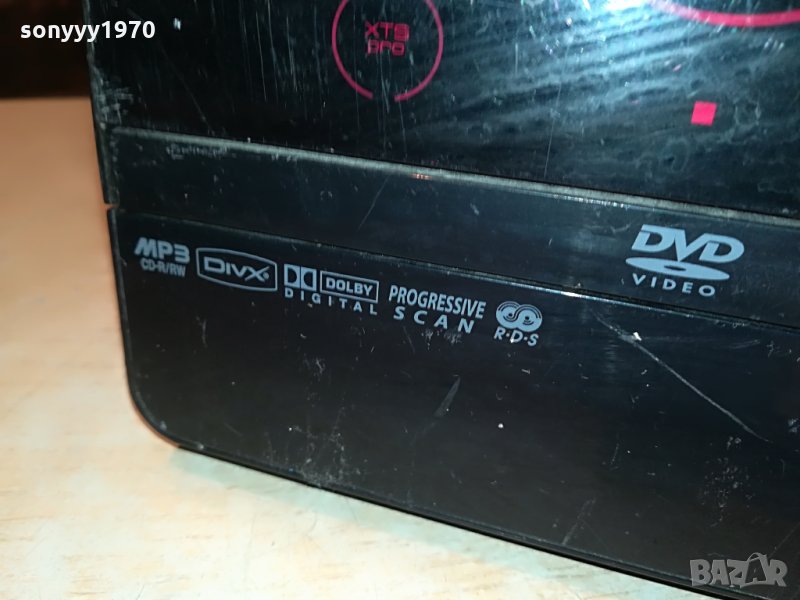 sonyyy1970
XTS
pro
MP3
CD-R/RW
DIVX
DOLBY
DIGITAL
PROGRESSIVE
SCAN
R·D·S
DVD
VIDEO
BAZAR